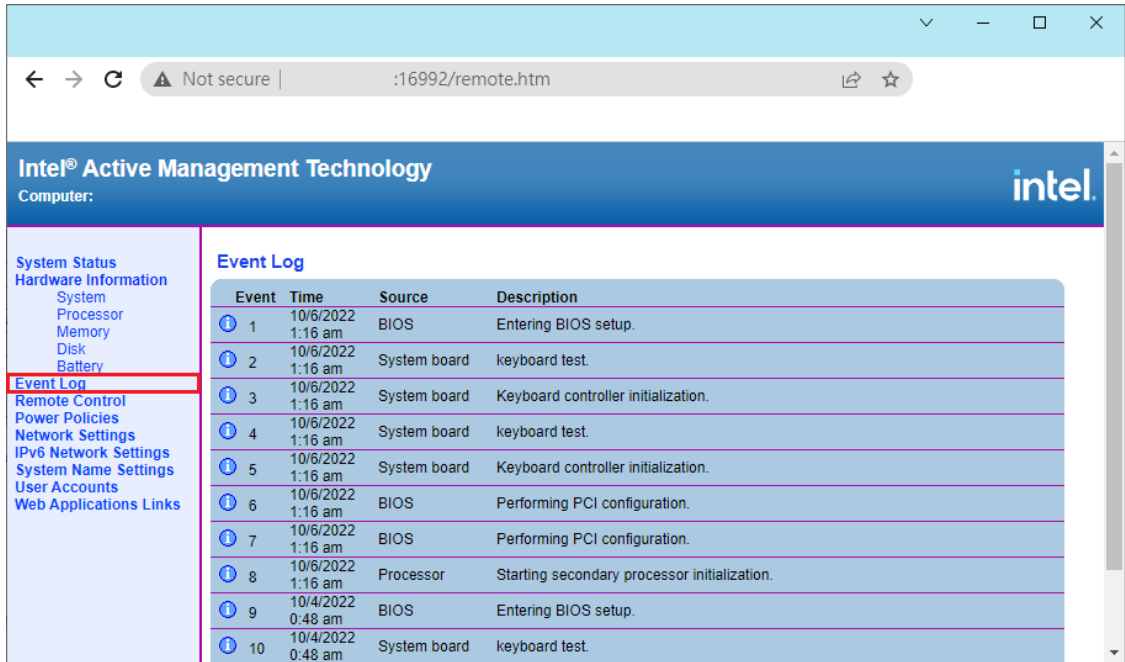 Not secure | :16992/remote.htm
Intel® Active Management Technology
Computer:
intel.
System Status
Hardware Information
System
Processor
Memory
Disk
Battery
Event Log
Remote Control
Power Policies
Network Settings
IPv6 Network Settings
System Name Settings
User Accounts
Web Applications Links
Event Log
Event Time Source Description
1 10/6/2022 1:16 am BIOS Entering BIOS setup.
2 10/6/2022 1:16 am System board keyboard test.
3 10/6/2022 1:16 am System board Keyboard controller initialization.
4 10/6/2022 1:16 am System board keyboard test.
5 10/6/2022 1:16 am System board Keyboard controller initialization.
6 10/6/2022 1:16 am BIOS Performing PCI configuration.
7 10/6/2022 1:16 am BIOS Performing PCI configuration.
8 10/6/2022 1:16 am Processor Starting secondary processor initialization.
9 10/4/2022 0:48 am BIOS Entering BIOS setup.
10 10/4/2022 0:48 am System board keyboard test.